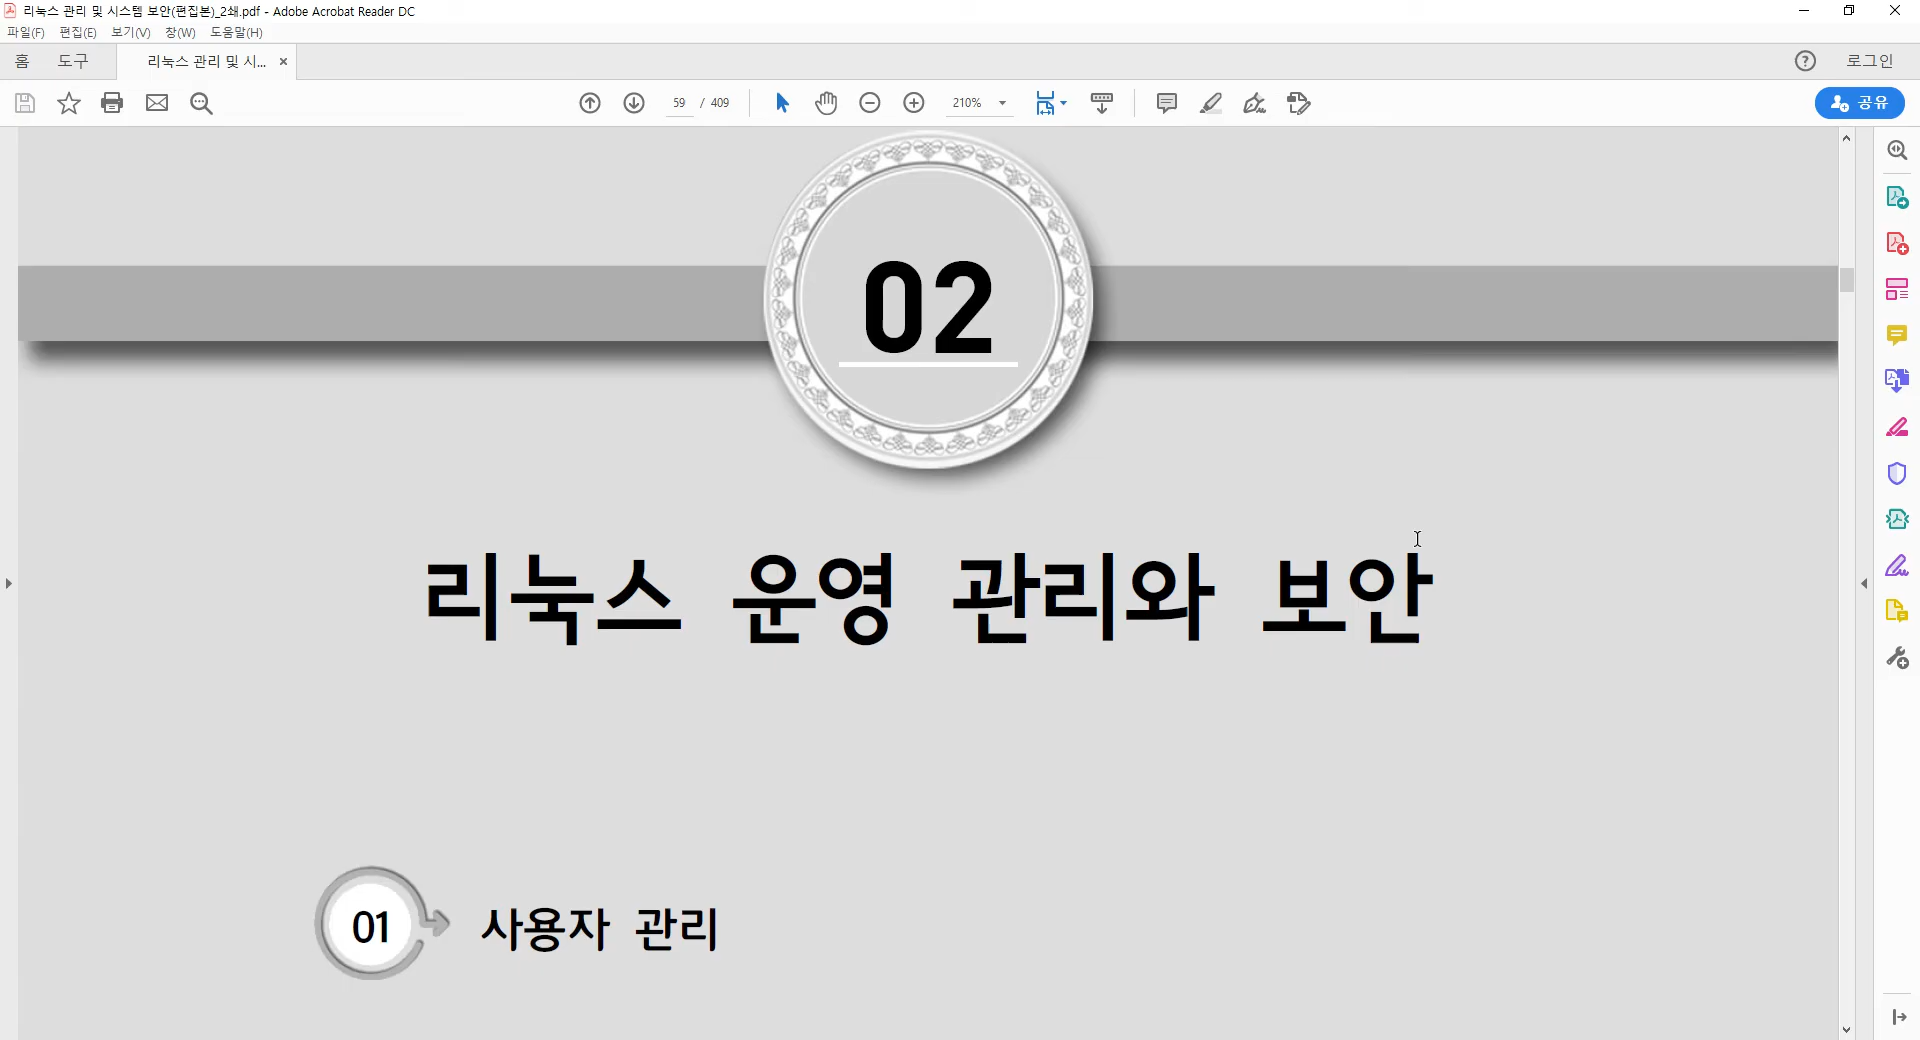 리눅스 관리 및 시스템 보안(편집본)_2쇄.pdf - Adobe Acrobat Reader DC
파일(F) 편집(E) 보기(V) 창(W) 도움말(H)
홈 도구 리눅스 관리 및 시... × 로그인
59 / 409 210% 공유
02
리눅스 운영 관리와 보안
01 사용자 관리